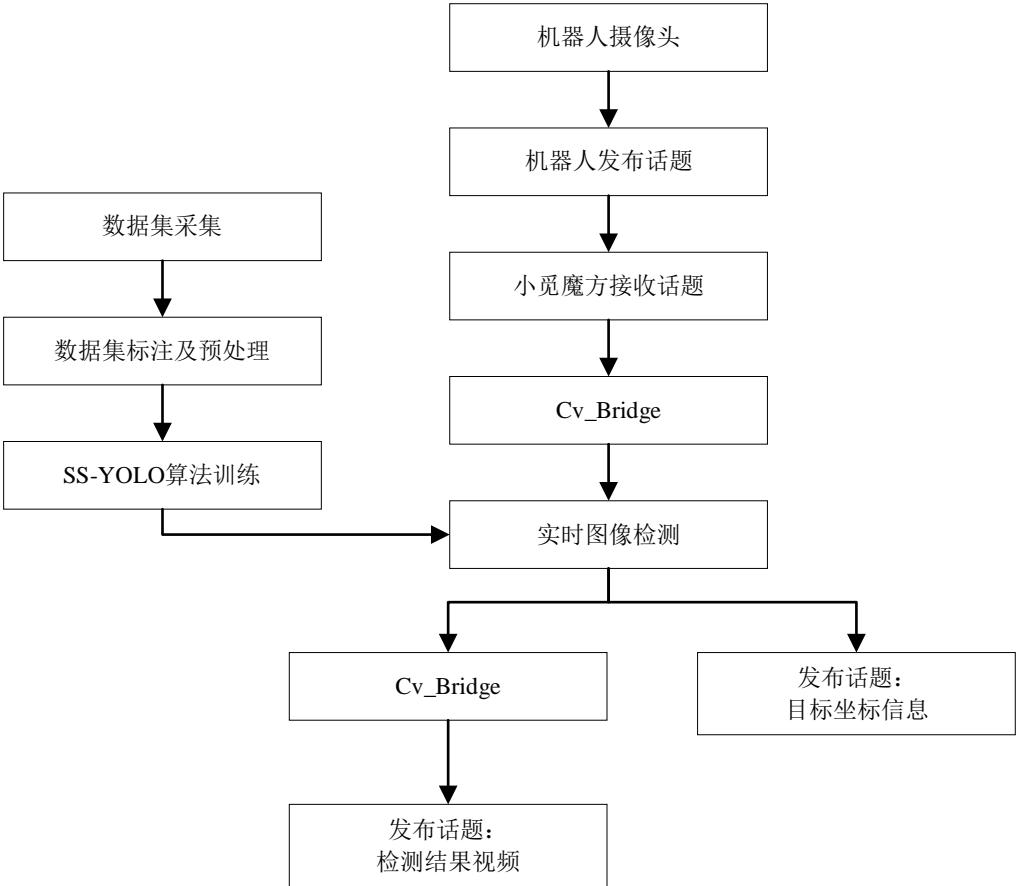 机器人摄像头
机器人发布话题
数据集采集
小觅魔方接收话题
数据集标注及预处理
Cv_Bridge
SS-YOLO算法训练
实时图像检测
Cv_Bridge
发布话题：
目标坐标信息
发布话题：
检测结果视频